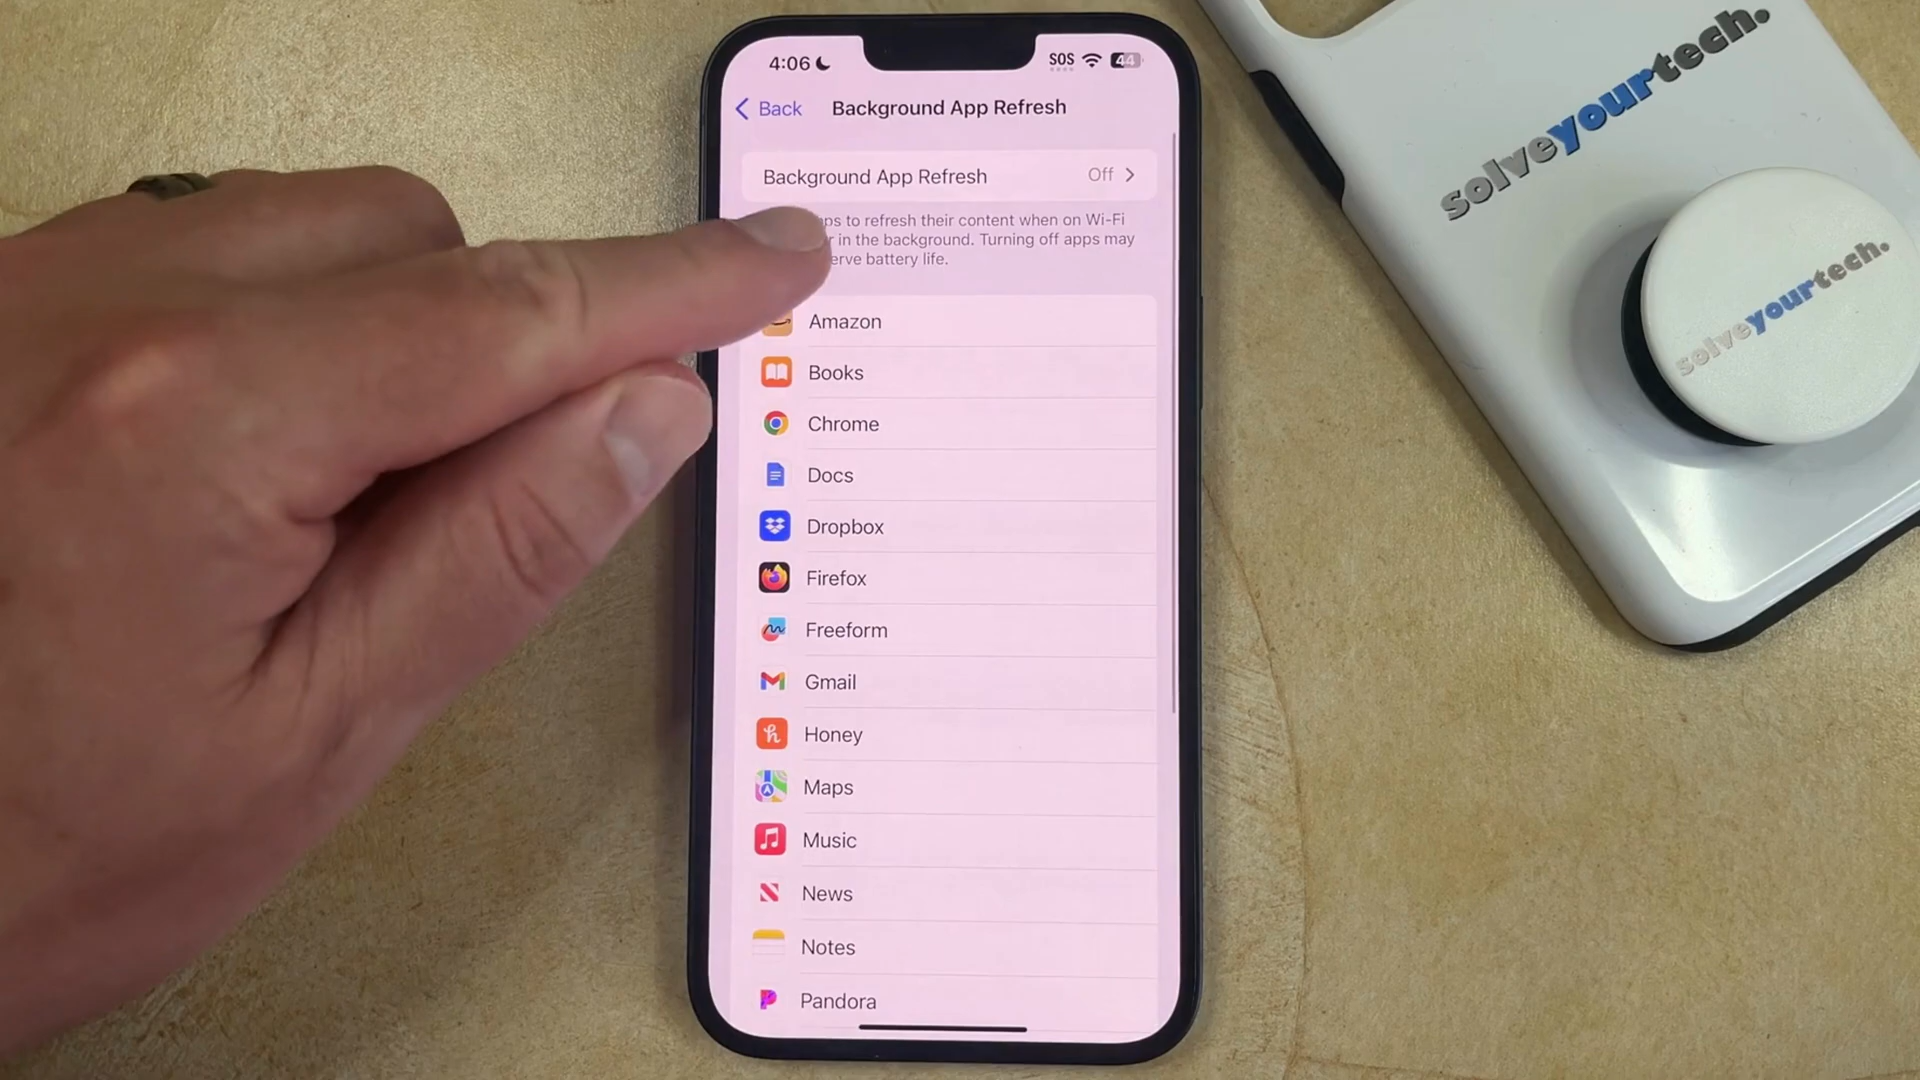 4:06
SOS
44
Back
Background App Refresh
Background App Refresh
Off
to refresh their content when on Wi-Fi
in the background. Turning off apps may
battery life.
Amazon
Books
Chrome
Docs
Dropbox
Firefox
Freeform
Gmail
Honey
Maps
Music
News
Notes
Pandora
solveyourtech.
solveyourtech.